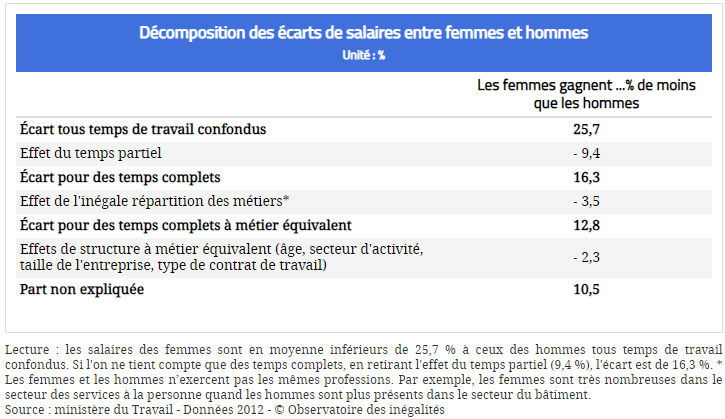 Décomposition des écarts de salaires entre femmes et hommes
Unité : %
Les femmes gagnent ...% de moins
que les hommes
Écart tous temps de travail confondus 25,7
Effet du temps partiel - 9,4
Écart pour des temps complets 16,3
Effet de l'inégale répartition des métiers* - 3,5
Écart pour des temps complets à métier équivalent 12,8
Effets de structure à métier équivalent (âge, secteur d'activité,
taille de l'entreprise, type de contrat de travail) - 2,3
Part non expliquée 10,5
Lecture : les salaires des femmes sont en moyenne inférieurs de 25,7 % à ceux des hommes tous temps de travail
confondus. Si l'on ne tient compte que des temps complets, en retirant l'effet du temps partiel (9,4 %), l'écart est de 16,3 %. *
Les femmes et les hommes n'exercent pas les mêmes professions. Par exemple, les femmes sont très nombreuses dans le
secteur des services à la personne quand les hommes sont plus présents dans le secteur du bâtiment.
Source : ministère du Travail - Données 2012 - © Observatoire des inégalités